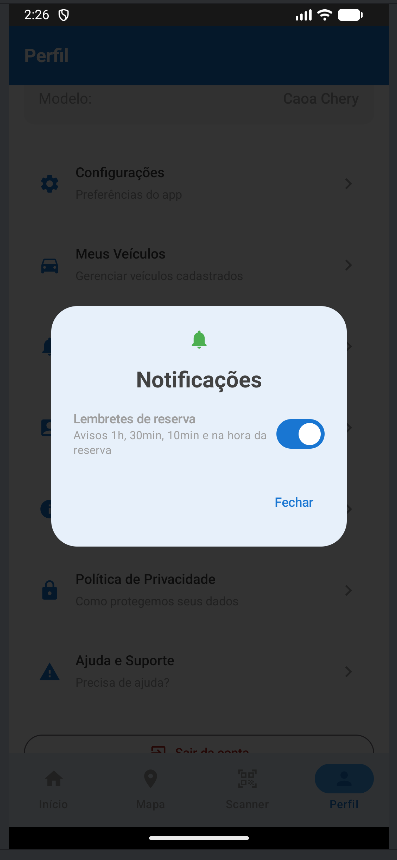 2:26
Perfil
Modelo: Caoa Chery
Configurações
Preferências do app
Meus Veículos
Gerenciar veículos cadastrados
Notificações
Lembretes de reserva
Avisos 1h, 30min, 10min e na hora da
reserva
Fechar
Política de Privacidade
Como protegemos seus dados
Ajuda e Suporte
Precisa de ajuda?
Sair da conta
Início
Mapa
Scanner
Perfil